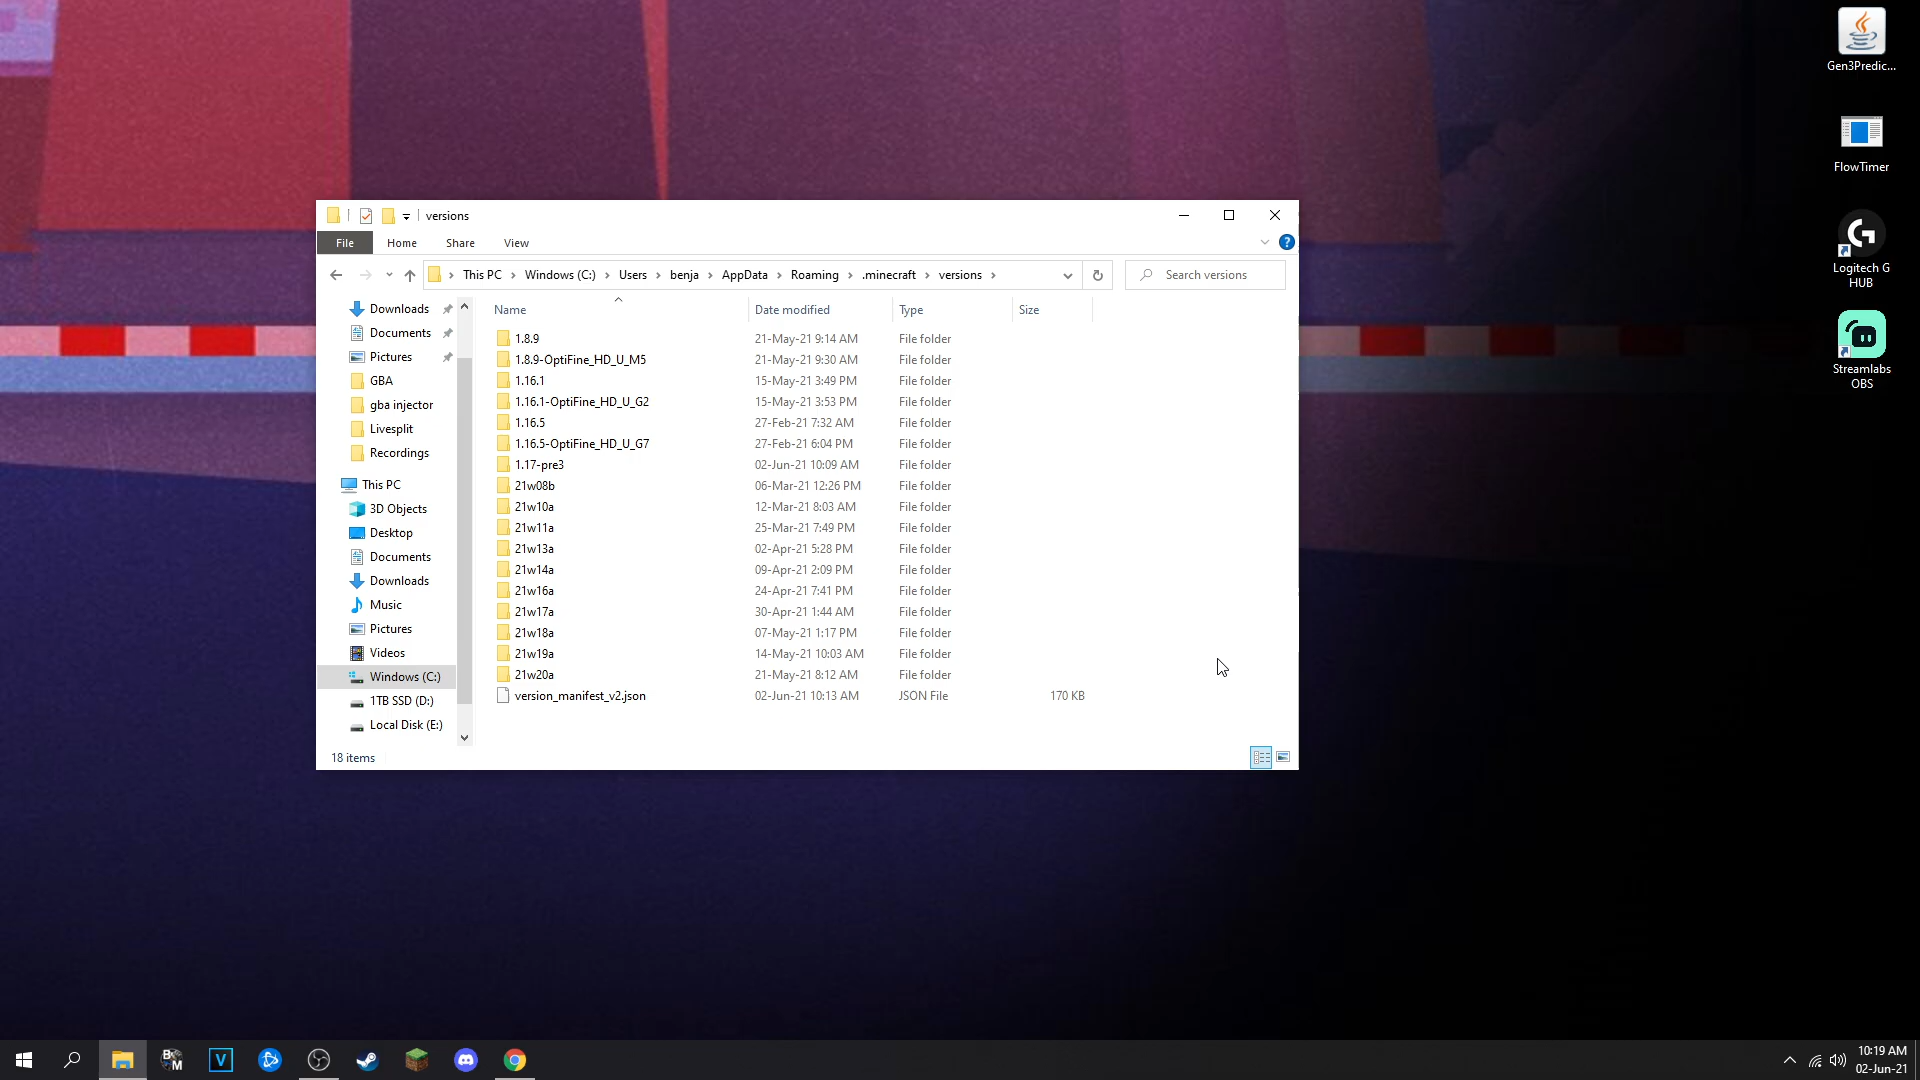 Gen3Predic...
FlowTimer
Logitech G
HUB
Streamlabs
OBS
versions
File Home Share View
This PC Windows (C:) Users benja AppData Roaming .minecraft versions
Search versions
Downloads
Documents
Pictures
GBA
gba injector
Livesplit
Recordings
This PC
3D Objects
Desktop
Documents
Downloads
Music
Pictures
Videos
Windows (C:)
1TB SSD (D:)
Local Disk (E:)
Name Date modified Type Size
1.8.9 21-May-21 9:14 AM File folder
1.8.9-OptiFine_HD_U_M5 21-May-21 9:30 AM File folder
1.16.1 15-May-21 3:49 PM File folder
1.16.1-OptiFine_HD_U_G2 15-May-21 3:53 PM File folder
1.16.5 27-Feb-21 7:32 AM File folder
1.16.5-OptiFine_HD_U_G7 27-Feb-21 6:04 PM File folder
1.17-pre3 02-Jun-21 10:09 AM File folder
21w08b 06-Mar-21 12:26 PM File folder
21w10a 12-Mar-21 8:03 AM File folder
21w11a 25-Mar-21 7:49 PM File folder
21w13a 02-Apr-21 5:28 PM File folder
21w14a 09-Apr-21 2:09 PM File folder
21w16a 24-Apr-21 7:41 PM File folder
21w17a 30-Apr-21 1:44 AM File folder
21w18a 07-May-21 1:17 PM File folder
21w19a 14-May-21 10:03 AM File folder
21w20a 21-May-21 8:12 AM File folder
version_manifest_v2.json 02-Jun-21 10:13 AM JSON File 170 KB
18 items
B M
V
10:19 AM
02-Jun-21